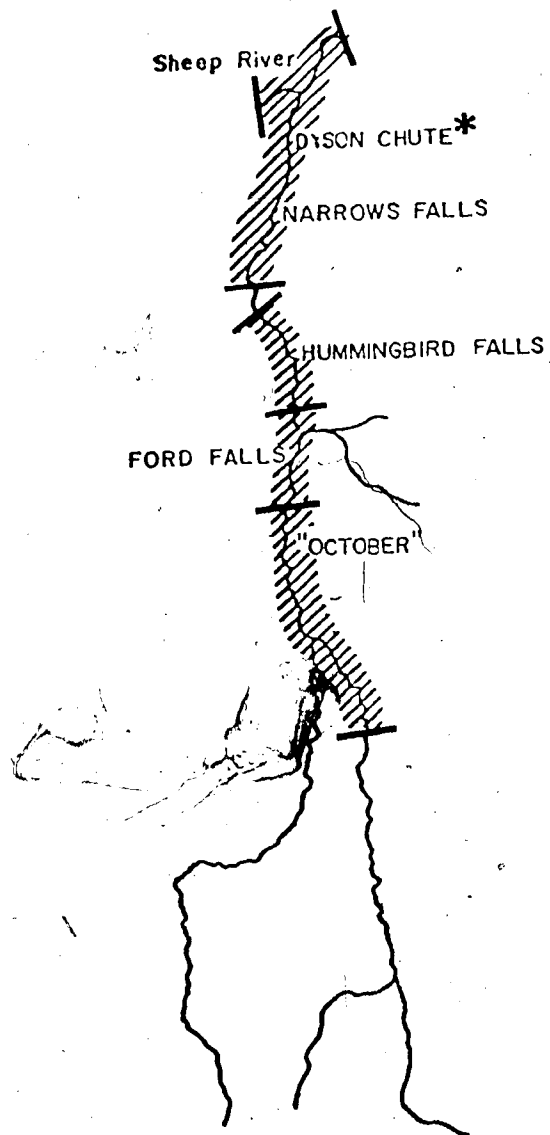 Sheep River
DYSON CHUTE*
NARROWS FALLS
HUMMINGBIRD FALLS
FORD FALLS
"OCTOBER"